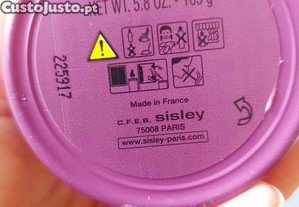 CustoJusto.pt
NET WT. 5.8 OZ. - 165 g
225917
Made in France
C.F.E.B. sisley
75008 PARIS
www.sisley-paris.com